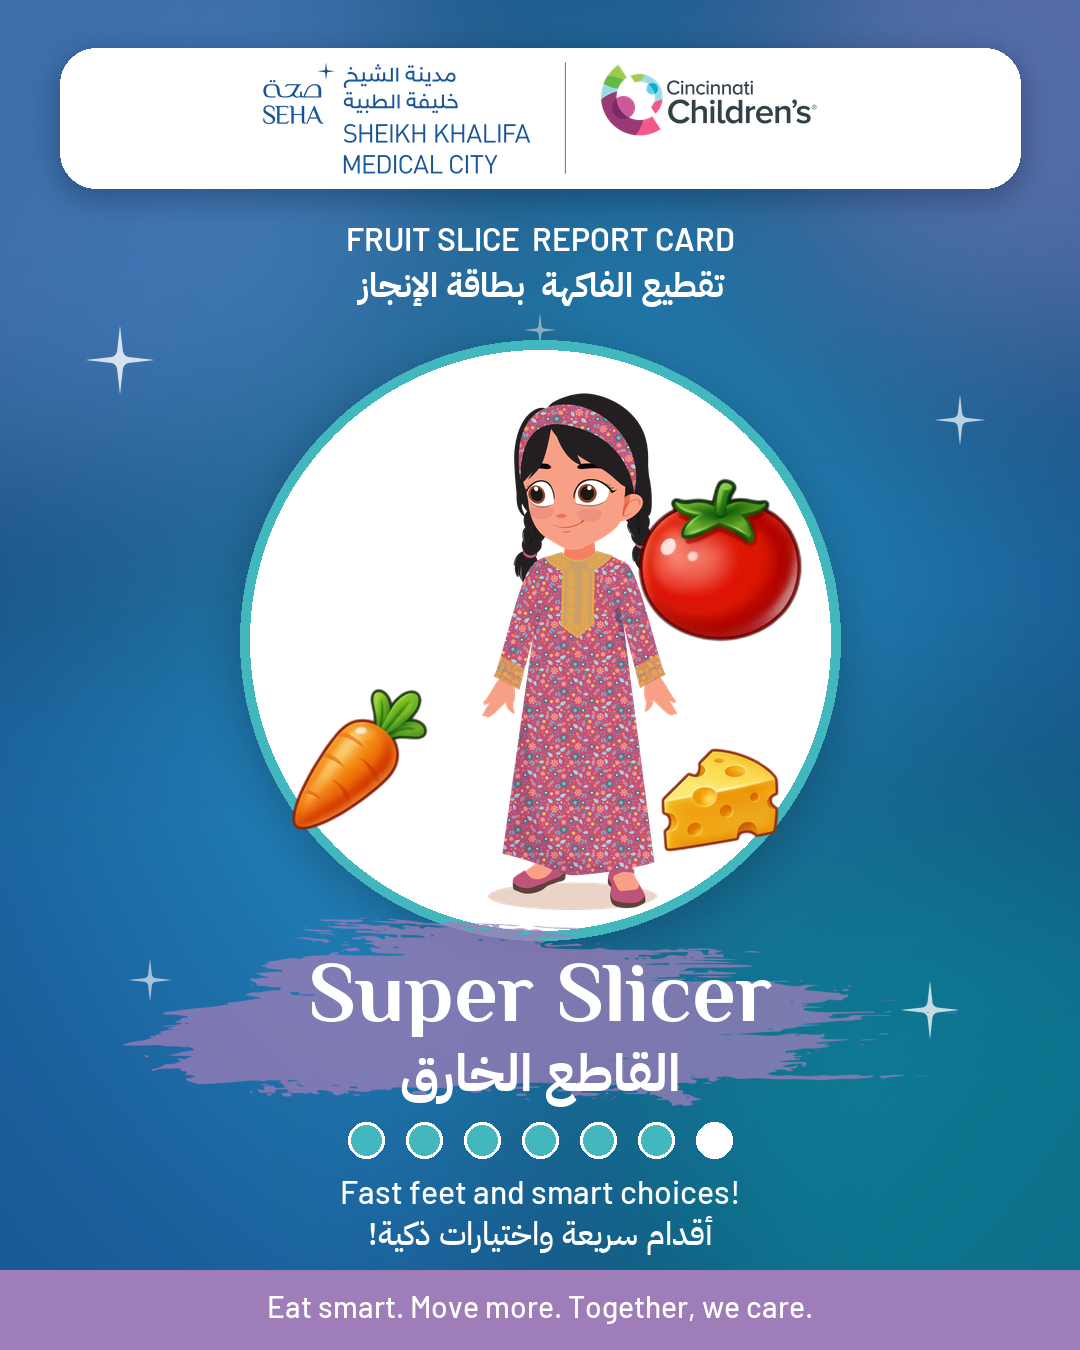 صحة
SEHA
مدينة الشيخ
خليفة الطبية
SHEIKH KHALIFA
MEDICAL CITY
Cincinnati
Children's®
FRUIT SLICE REPORT CARD
تقطيع الفاكهة بطاقة الإنجاز
Super Slicer
القاطع الخارق
Fast feet and smart choices!
أقدام سريعة واختيارات ذكية!
Eat smart. Move more. Together, we care.